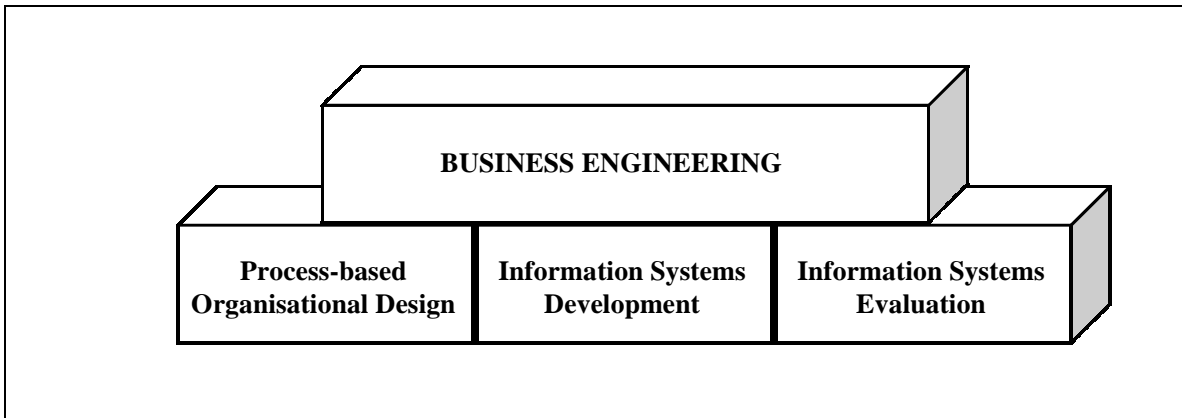 BUSINESS ENGINEERING
Process-based
Organisational Design
Information Systems
Development
Information Systems
Evaluation